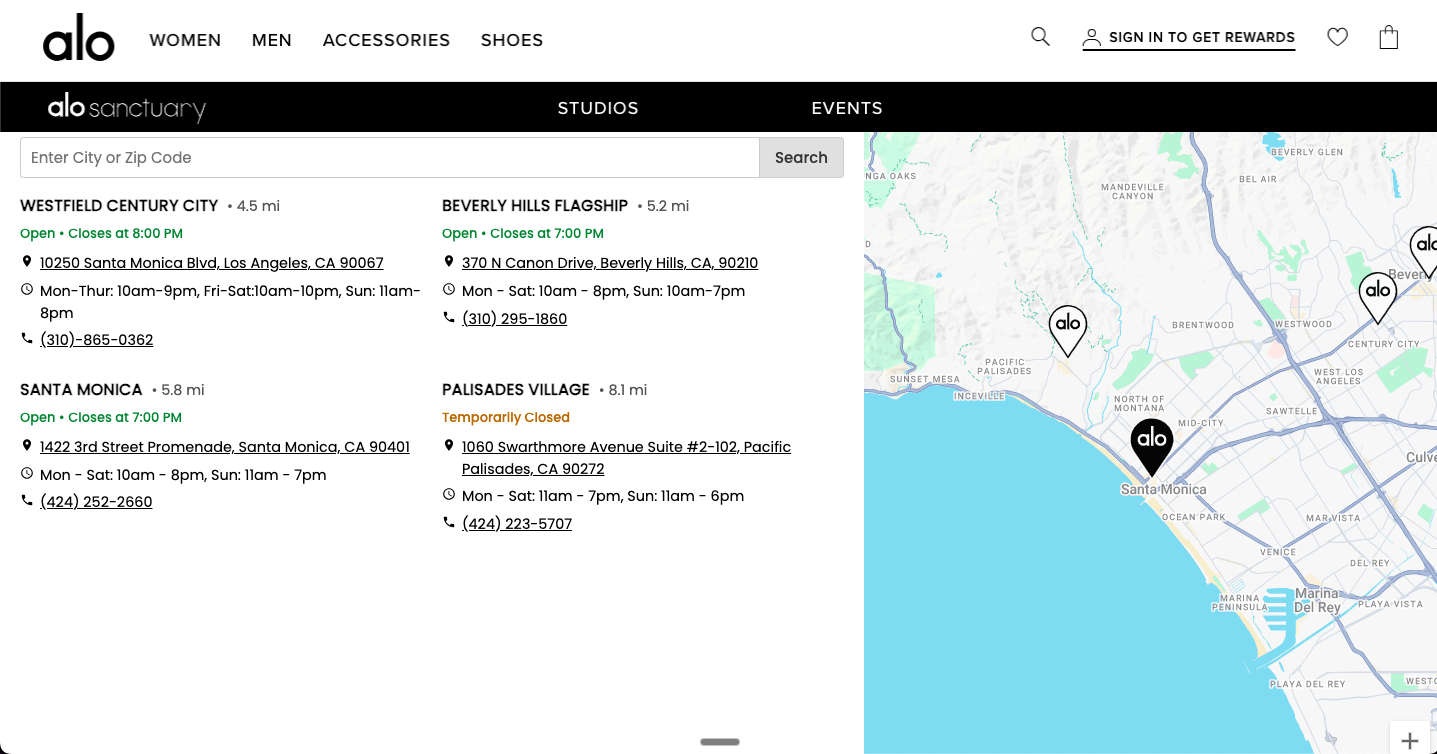 alo
WOMEN
MEN
ACCESSORIES
SHOES
SIGN IN TO GET REWARDS
alo sanctuary
STUDIOS
EVENTS
Enter City or Zip Code
Search
WESTFIELD CENTURY CITY • 4.5 mi
Open • Closes at 8:00 PM
10250 Santa Monica Blvd, Los Angeles, CA 90067
Mon-Thur: 10am-9pm, Fri-Sat:10am-10pm, Sun: 11am-
8pm
(310)-865-0362
BEVERLY HILLS FLAGSHIP • 5.2 mi
Open • Closes at 7:00 PM
370 N Canon Drive, Beverly Hills, CA, 90210
Mon - Sat: 10am - 8pm, Sun: 10am-7pm
(310) 295-1860
SANTA MONICA • 5.8 mi
Open • Closes at 7:00 PM
1422 3rd Street Promenade, Santa Monica, CA 90401
Mon - Sat: 10am - 8pm, Sun: 11am - 7pm
(424) 252-2660
PALISADES VILLAGE • 8.1 mi
Temporarily Closed
1060 Swarthmore Avenue Suite #2-102, Pacific
Palisades, CA 90272
Mon - Sat: 11am - 7pm, Sun: 11am - 6pm
(424) 223-5707
BEVERLY GLEN
NGA OAKS
BEL AIR
MANDEVILLE
CANYON
alo
Beverly
alo
alo
BRENTWOOD
WESTWOOD
CENTURY CITY
PACIFIC
PALISADES
SUNSET MESA
WEST LOS
ANGELES
INCEVILLE
NORTH OF
MONTANA
SAWTELLE
MID-CITY
alo
Culve
Santa Monica
OCEAN PARK
MAR VISTA
VENICE
DEL REY
MARINA
PENINSULA
Marina
Del Rey
PLAYA VISTA
PLAYA DEL REY
WESTC
+